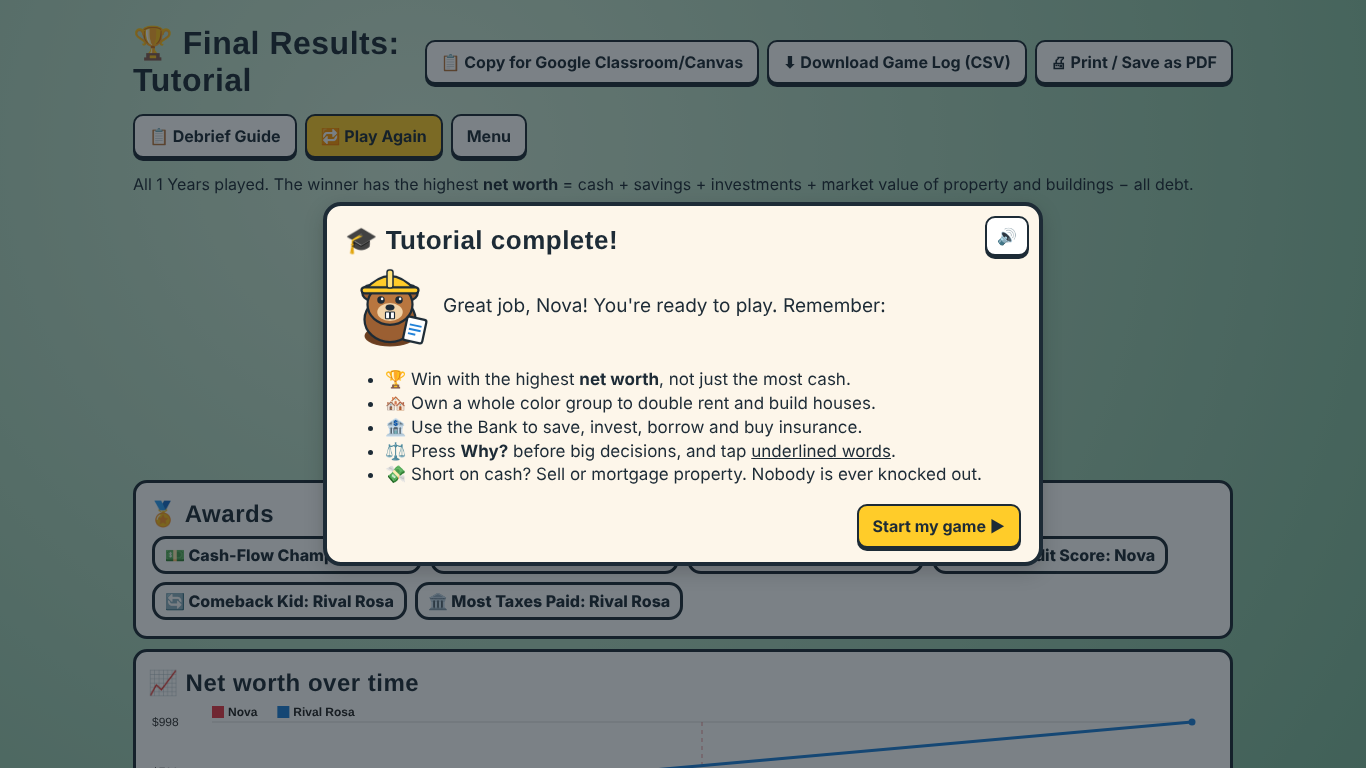 🏆 Final Results:
Tutorial
📋 Copy for Google Classroom/Canvas
⬇ Download Game Log (CSV)
🖨 Print / Save as PDF
📋 Debrief Guide
🔁 Play Again
Menu
All 1 Years played. The winner has the highest net worth = cash + savings + investments + market value of property and buildings − all debt.
🎓 Tutorial complete!
Great job, Nova! You're ready to play. Remember:
• 🏆 Win with the highest net worth, not just the most cash.
• 🏘️ Own a whole color group to double rent and build houses.
• 🏦 Use the Bank to save, invest, borrow and buy insurance.
• ⚖️ Press Why? before big decisions, and tap underlined words.
• 💸 Short on cash? Sell or mortgage property. Nobody is ever knocked out.
Start my game ▶
🏅 Awards
💵 Cash-Flow Cham
dit Score: Nova
🔄 Comeback Kid: Rival Rosa
🏛️ Most Taxes Paid: Rival Rosa
📈 Net worth over time
Nova
Rival Rosa
$998